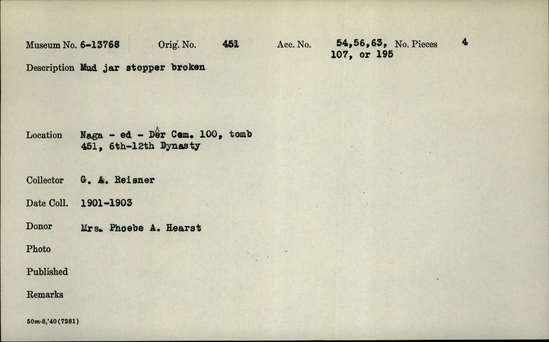 Museum No. 6-13768 Orig. No. 451 Acc. No. 54,56,63, No. Pieces 4
107, or 195
Description Mud jar stopper broken
Location Naga - ed - Dêr Cem. 100, tomb
451, 6th-12th Dynasty
Collector G. A. Reisner
Date Coll. 1901-1903
Donor Mrs. Phoebe A. Hearst
Photo
Published
Remarks
50m-8,'40(7281)